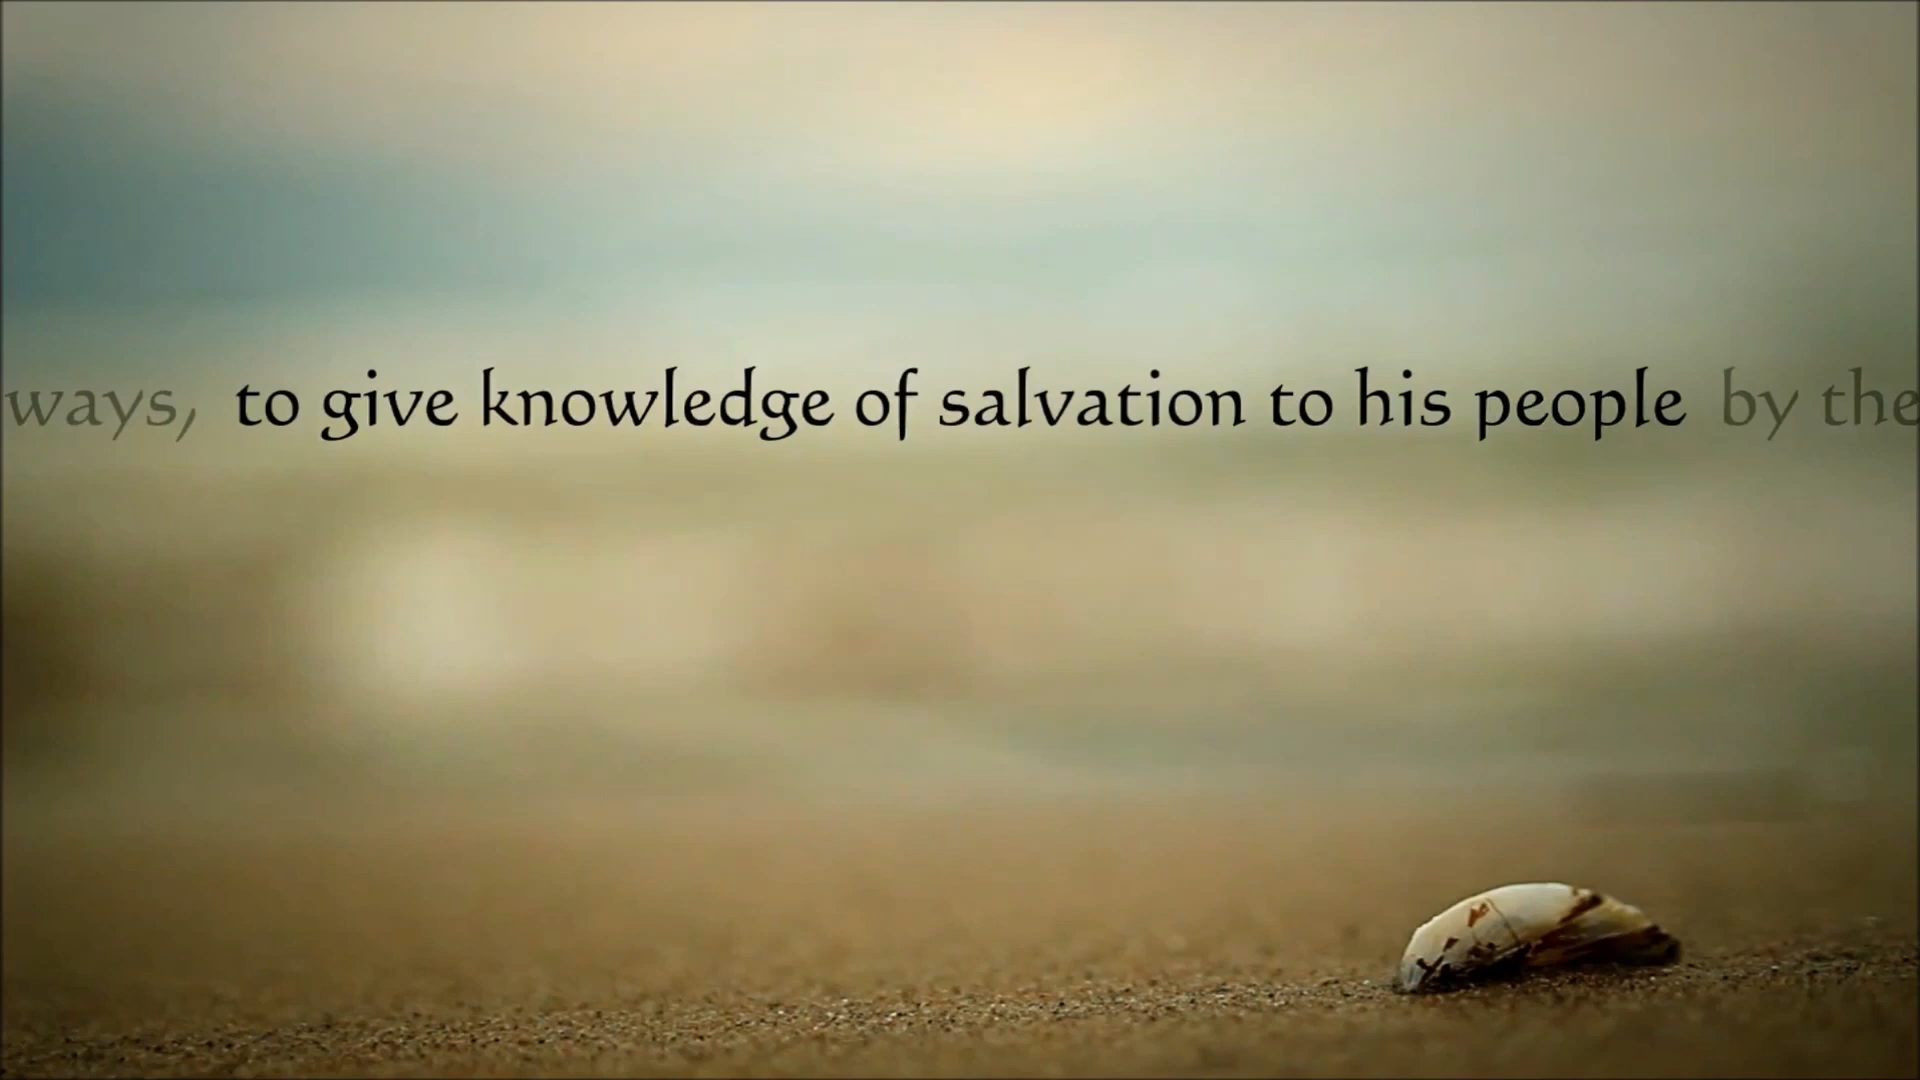 ways, to give knowledge of salvation to his people by the